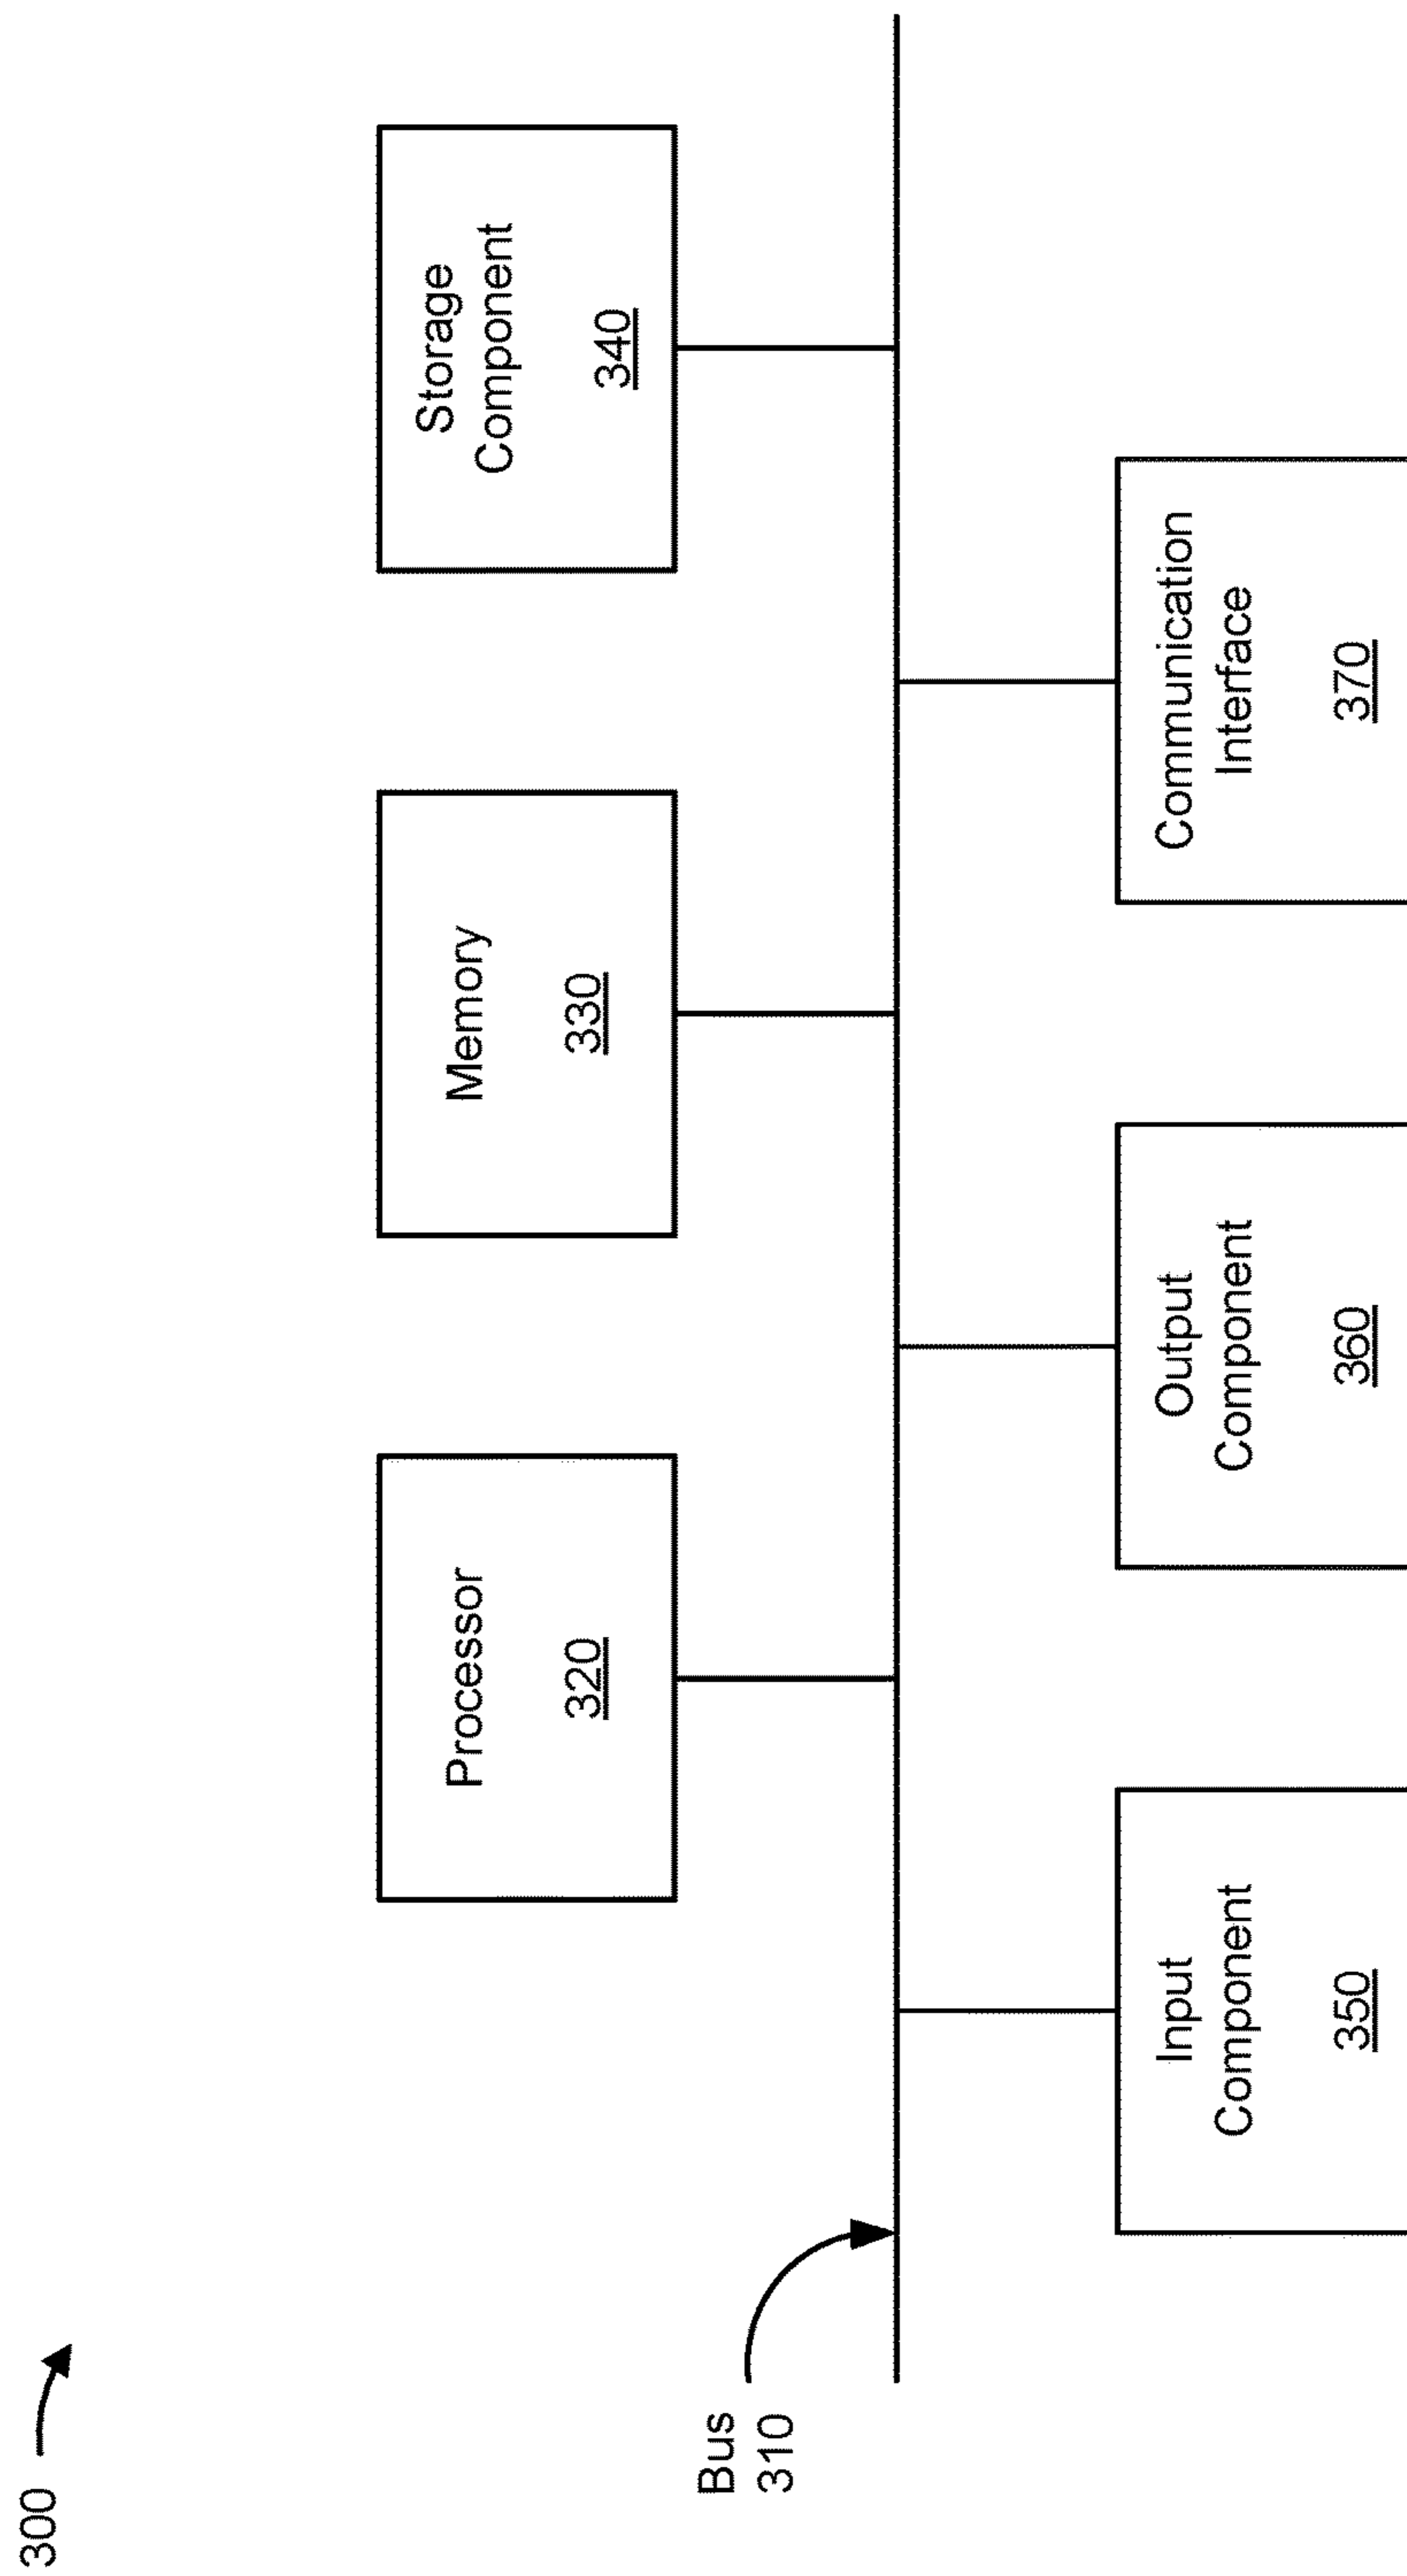 300
Processor
320
Memory
330
Storage
Component
340
Bus
310
Input
Component
350
Output
Component
360
Communication
Interface
370